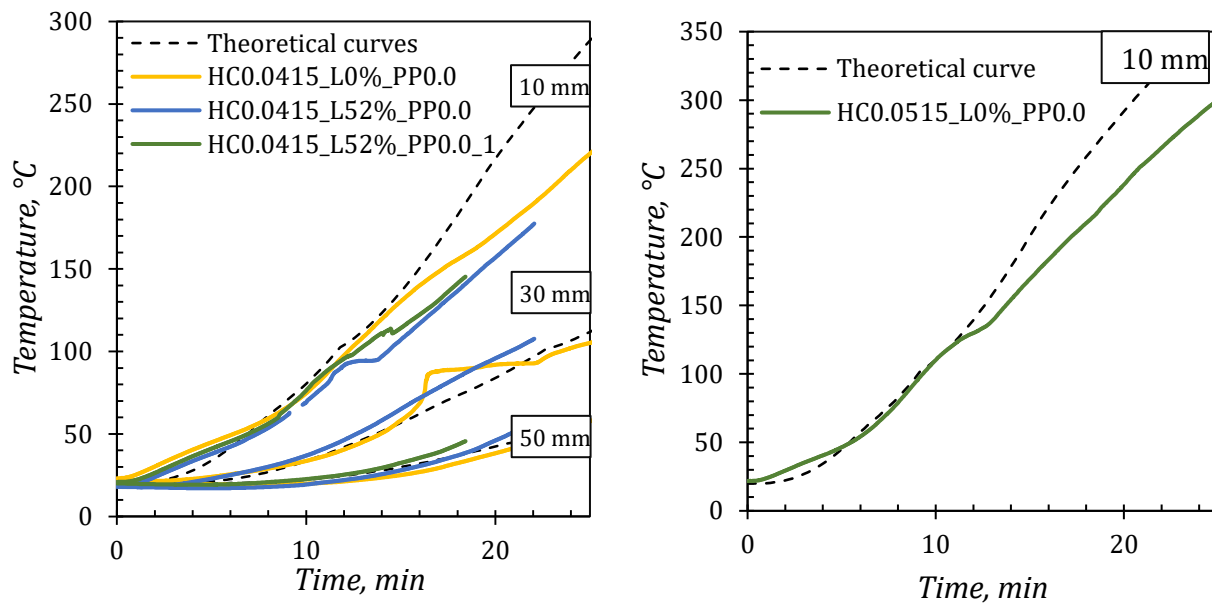 300
250
200
150
100
50
0
Temperature, °C
Theoretical curves
HC0.0415_L0%_PP0.0
HC0.0415_L52%_PP0.0
HC0.0415_L52%_PP0.0_1
10 mm
30 mm
50 mm
0
10
20
Time, min
350
300
250
200
150
100
50
0
Temperature, °C
Theoretical curve
HC0.0515_L0%_PP0.0
10 mm
0
10
20
Time, min